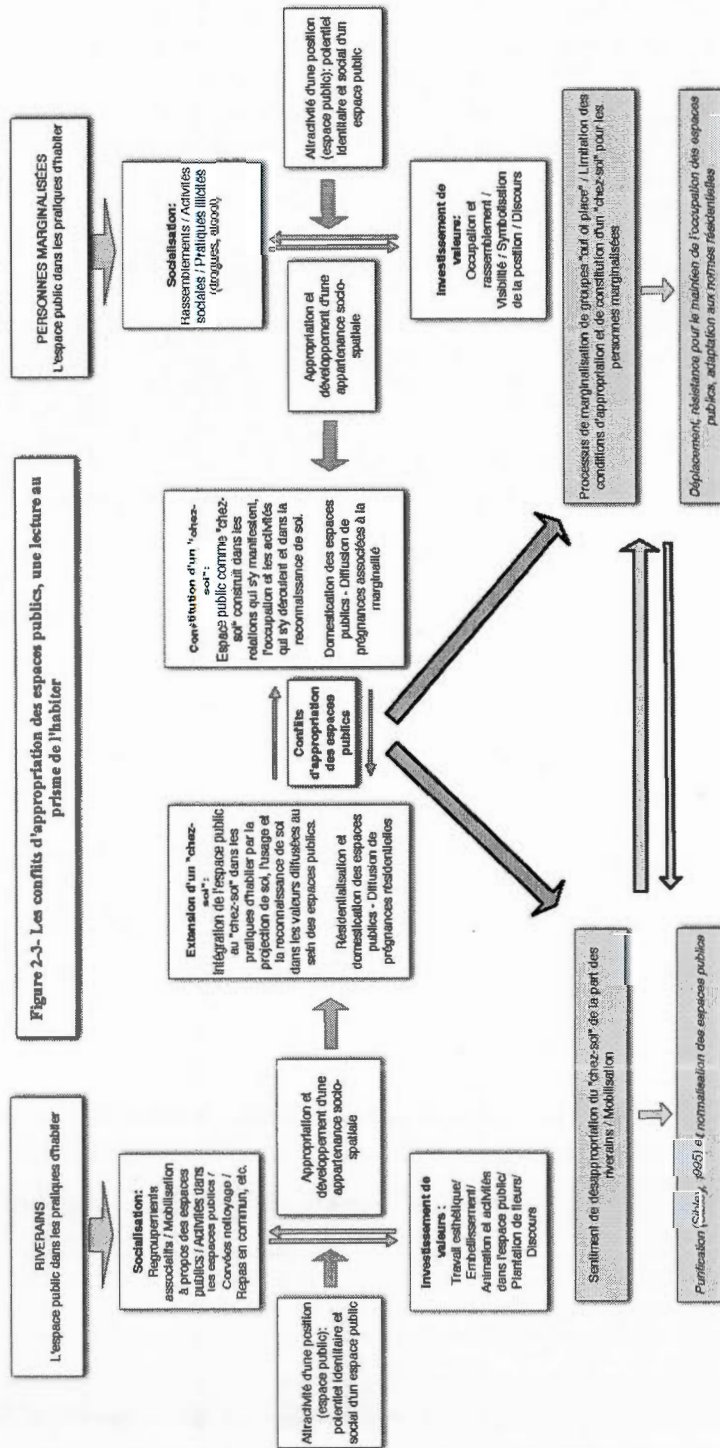 Figure 2-3- Les conflits d'appropriation des espaces publics, une lecture au
prisme de l'habiter
RIVERAINS
L'espace public dans les pratiques d'habiter
Socialisation:
Regroupements
associatifs / Mobilisation
à propos des espaces
publics / Activités dans
les espaces publics /
Corvées nettoyage /
Repas en commun, etc.
Attractivité d'une position
(espace public):
potentiel identitaire et
social d'un espace public
Appropriation et
développement d'une
appartenance socio-
spatiale
Investissement de
valeurs :
Travail esthétique/
Embellissement/
Animation et activités
dans l'espace public/
Plantation de fleurs/
Discours
Extension d'un "chez-
soi":
Intégration de l'espace public
au "chez-soi" dans les
pratiques d'habiter par la
projection de soi, l'usage et
la reconnaissance de soi
dans les valeurs diffusées au
sein des espaces publics.
Résidentialisation et
domestication des espaces
publics - Diffusion de
prégnances résidentielles
Conflits
d'appropriation
des espaces
publics
Constitution d'un "chez-
soi":
Espace public comme "chez-
soi" construit dans les
relations qui s'y manifestent,
l'occupation et les activités
qui s'y déroulent et dans la
reconnaissance de soi.
Domestication des espaces
publics - Diffusion de
prégnances associées à la
marginalité
PERSONNES MARGINALISÉES
L'espace public dans les pratiques d'habiter
Socialisation:
Rassemblements / Activités
sociales / Pratiques illicites
(drogues, alcool)
Appropriation et
développement d'une
appartenance socio-
spatiale
Attractivité d'une position
(espace public): potentiel
identitaire et social d'un
espace public
Investissement de
valeurs:
Occupation et
rassemblement /
Visibilité / Symbolisation
de la position / Discours
Sentiment de désappropriation du "chez-soi" de la part des
riverains / Mobilisation
Purification (Sibley, 1995) et normalisation des espaces publics
Processus de marginalisation de groupes "out of place" / Limitation des
conditions d'appropriation et de constitution d'un "chez-soi" pour les
personnes marginalisées
Déplacement, résistance pour le maintien de l'occupation des espaces
publics, adaptation aux normes résidentielles